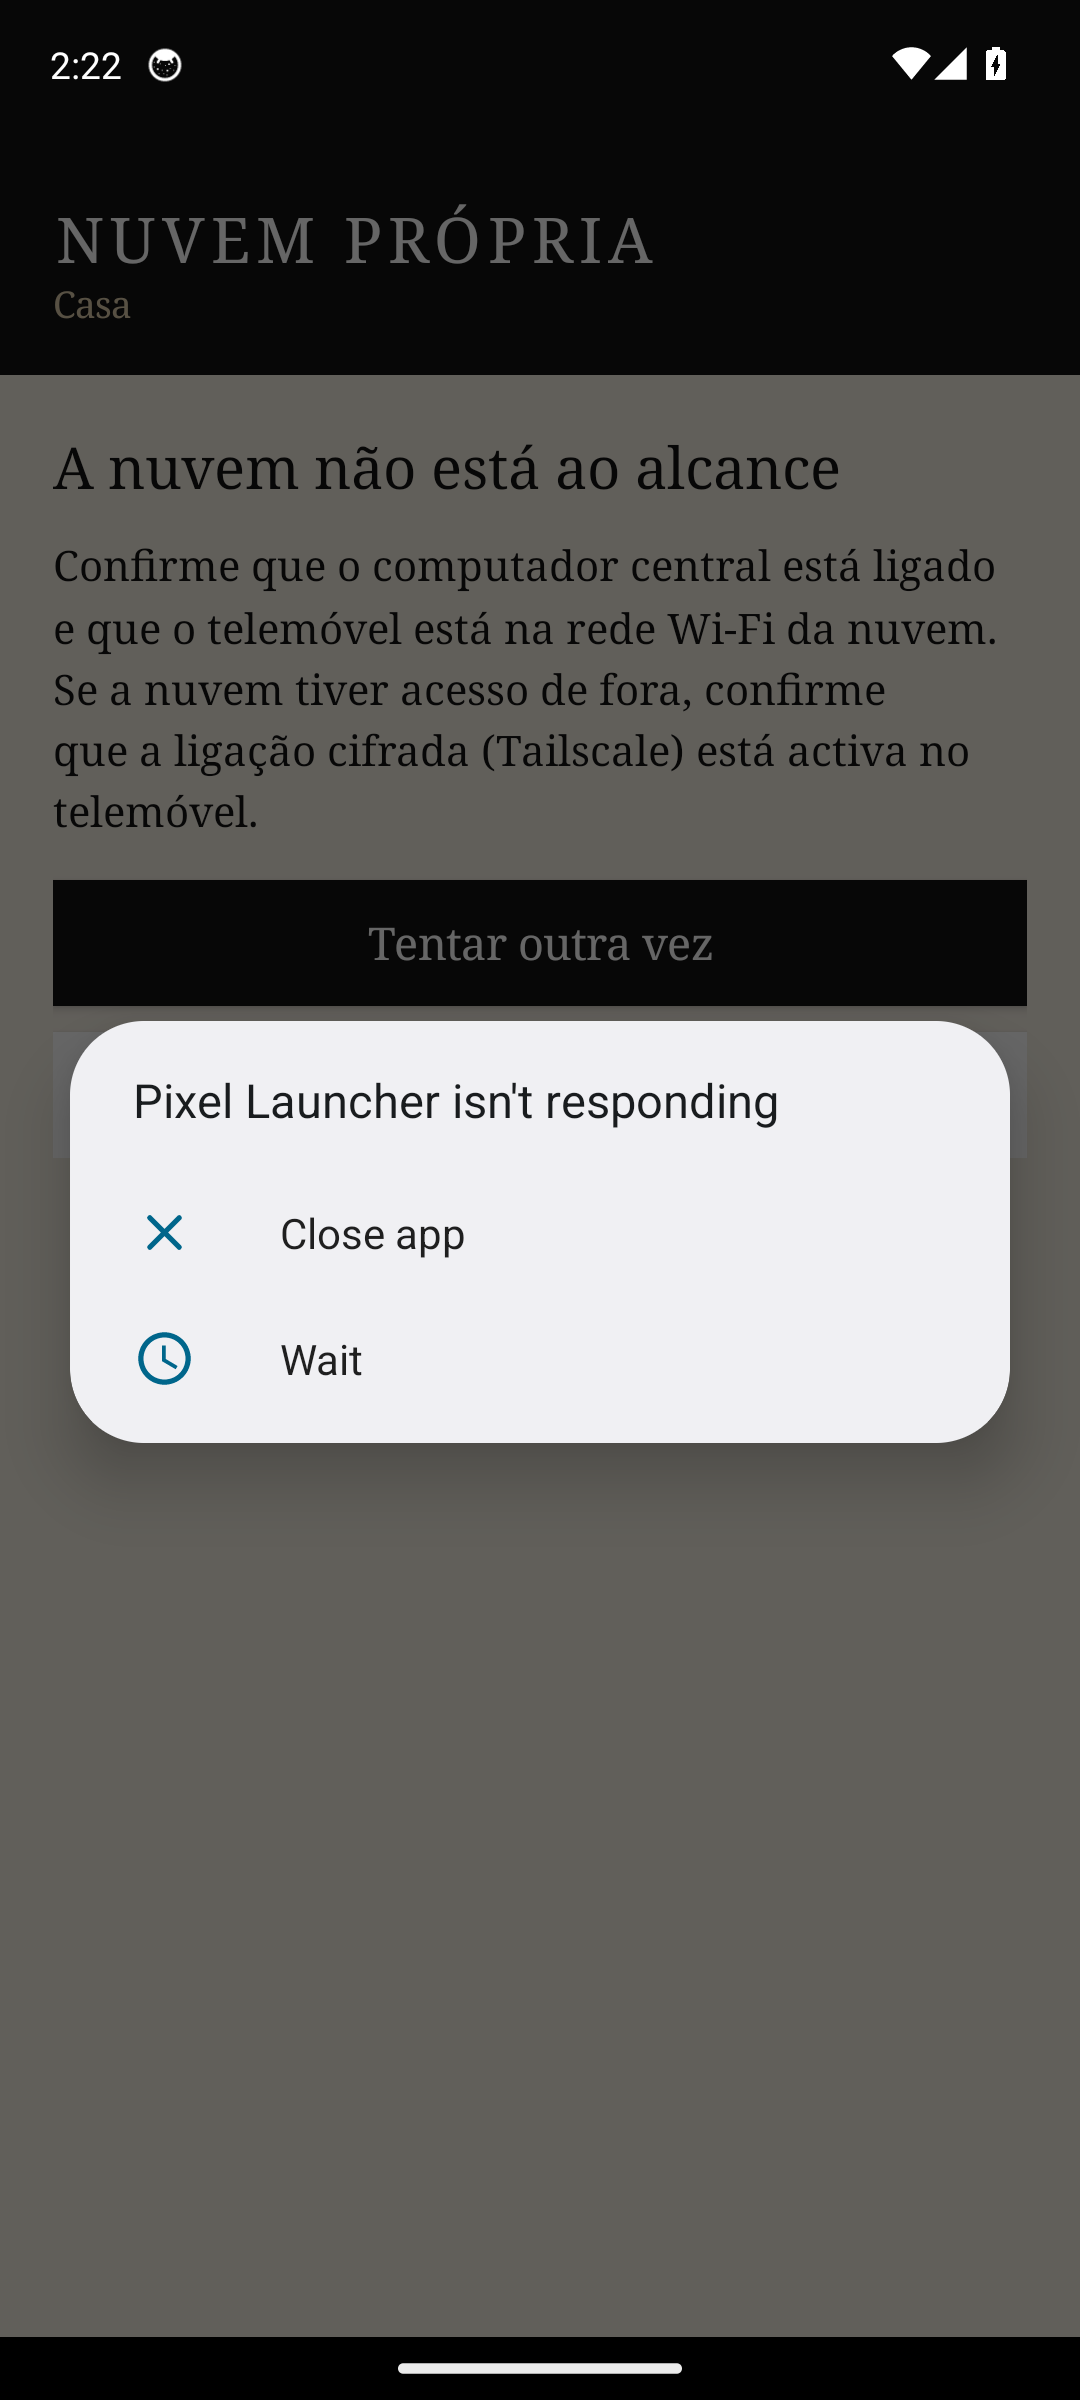 2:22
NUVEM PRÓPRIA
Casa
A nuvem não está ao alcance
Confirme que o computador central está ligado
e que o telemóvel está na rede Wi-Fi da nuvem.
Se a nuvem tiver acesso de fora, confirme
que a ligação cifrada (Tailscale) está activa no
telemóvel.
Tentar outra vez
Pixel Launcher isn't responding
Close app
Wait